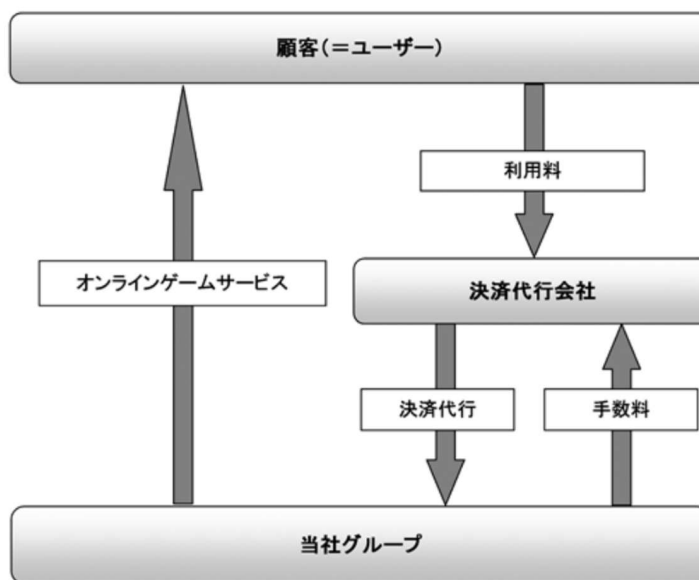 顧客(＝ユーザー)
利用料
オンラインゲームサービス
決済代行会社
決済代行
手数料
当社グループ